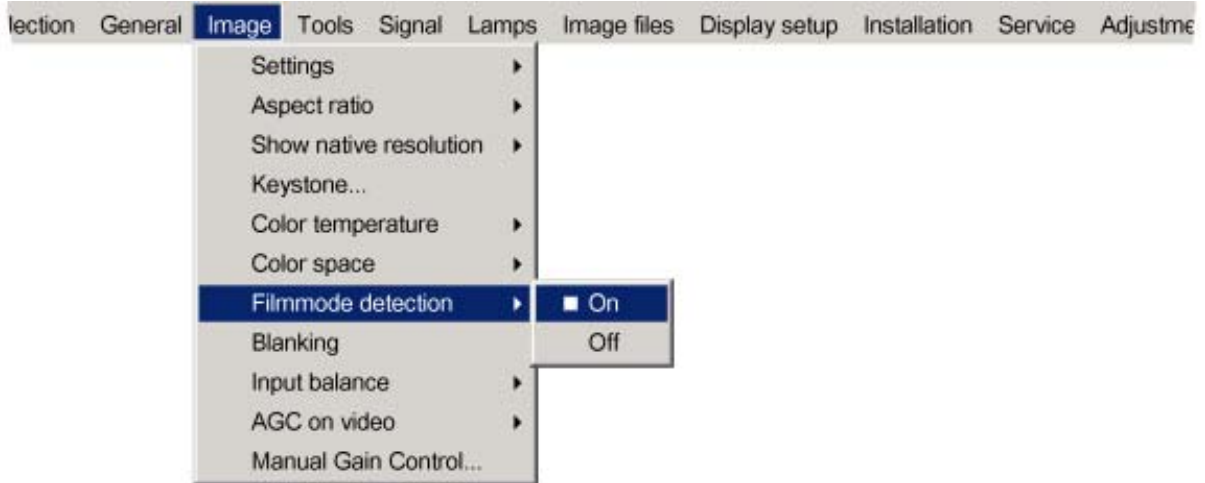 lection General Image Tools Signal Lamps Image files Display setup Installation Service Adjustme
Settings
Aspect ratio
Show native resolution
Keystone...
Color temperature
Color space
Filmmode detection
On
Off
Blanking
Input balance
AGC on video
Manual Gain Control...